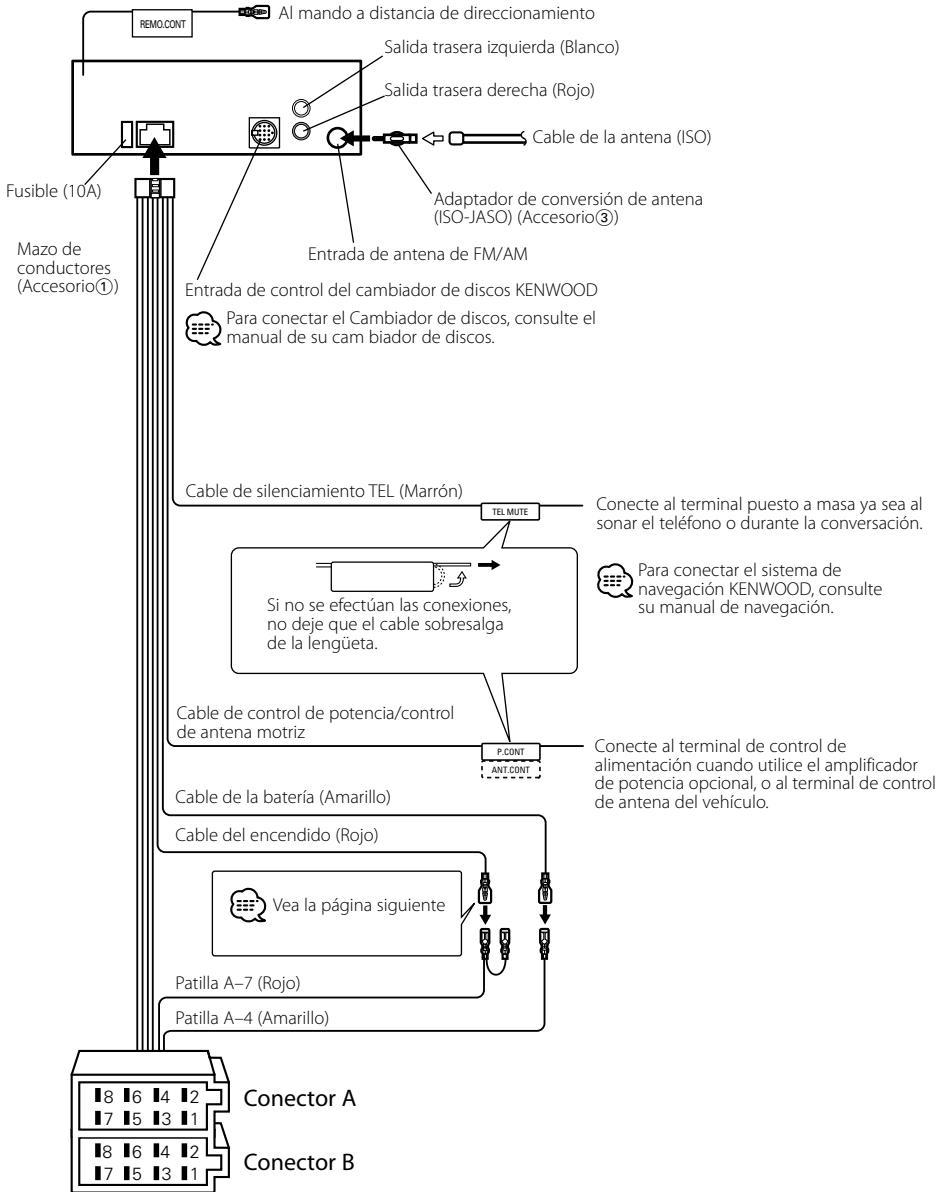 REMO.CONT
Al mando a distancia de direccionamiento
Salida trasera izquierda (Blanco)
Salida trasera derecha (Rojo)
Cable de la antena (ISO)
Fusible (10A)
Adaptador de conversión de antena
(ISO-JASO) (Accesorio③)
Mazo de
conductores
(Accesorio①)
Entrada de antena de FM/AM
Entrada de control del cambiador de discos KENWOOD
Para conectar el Cambiador de discos, consulte el
manual de su cam biador de discos.
Cable de silenciamiento TEL (Marrón)
TEL MUTE
Conecte al terminal puesto a masa ya sea al
sonar el teléfono o durante la conversación.
Si no se efectúan las conexiones,
no deje que el cable sobresalga
de la lengüeta.
Para conectar el sistema de
navegación KENWOOD, consulte
su manual de navegación.
Cable de control de potencia/control
de antena motriz
P.CONT
ANT.CONT
Conecte al terminal de control de
alimentación cuando utilice el amplificador
de potencia opcional, o al terminal de control
de antena del vehículo.
Cable de la batería (Amarillo)
Cable del encendido (Rojo)
Vea la página siguiente
Patilla A–7 (Rojo)
Patilla A–4 (Amarillo)
8 6 4 2
7 5 3 1
Conector A
8 6 4 2
7 5 3 1
Conector B